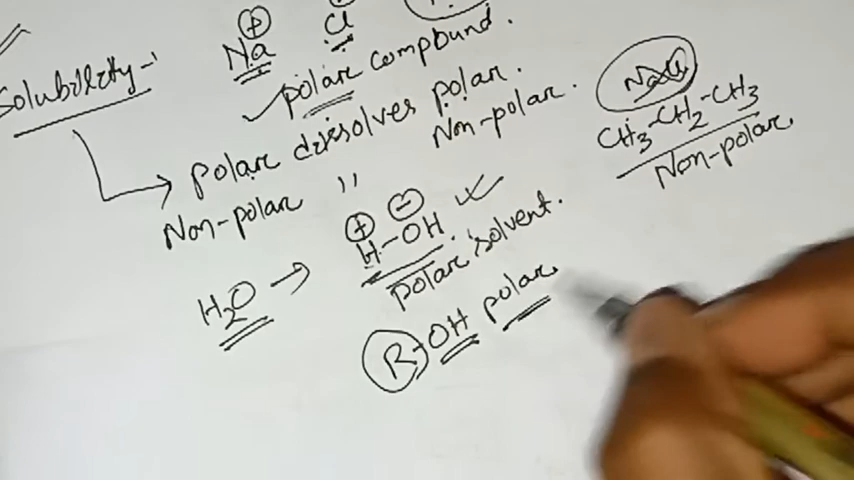 Solubility -
⊕
Na Cl
✓ polar compound.
polar dissolves polar.
Non-polar '' Non-polar.
CH3-CH2-CH3
Non-polar
H2O → H-OH ✓
⊕ ⊖
polar solvent.
R-OH polar